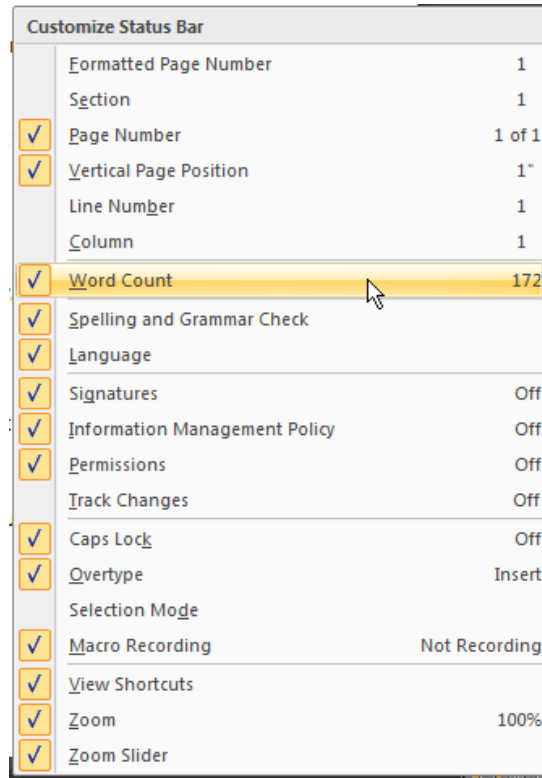 Customize Status Bar
Formatted Page Number 1
Section 1
Page Number 1 of 1
Vertical Page Position 1"
Line Number 1
Column 1
Word Count 172
Spelling and Grammar Check
Language
Signatures Off
Information Management Policy Off
Permissions Off
Track Changes Off
Caps Lock Off
Overtype Insert
Selection Mode
Macro Recording Not Recording
View Shortcuts
Zoom 100%
Zoom Slider